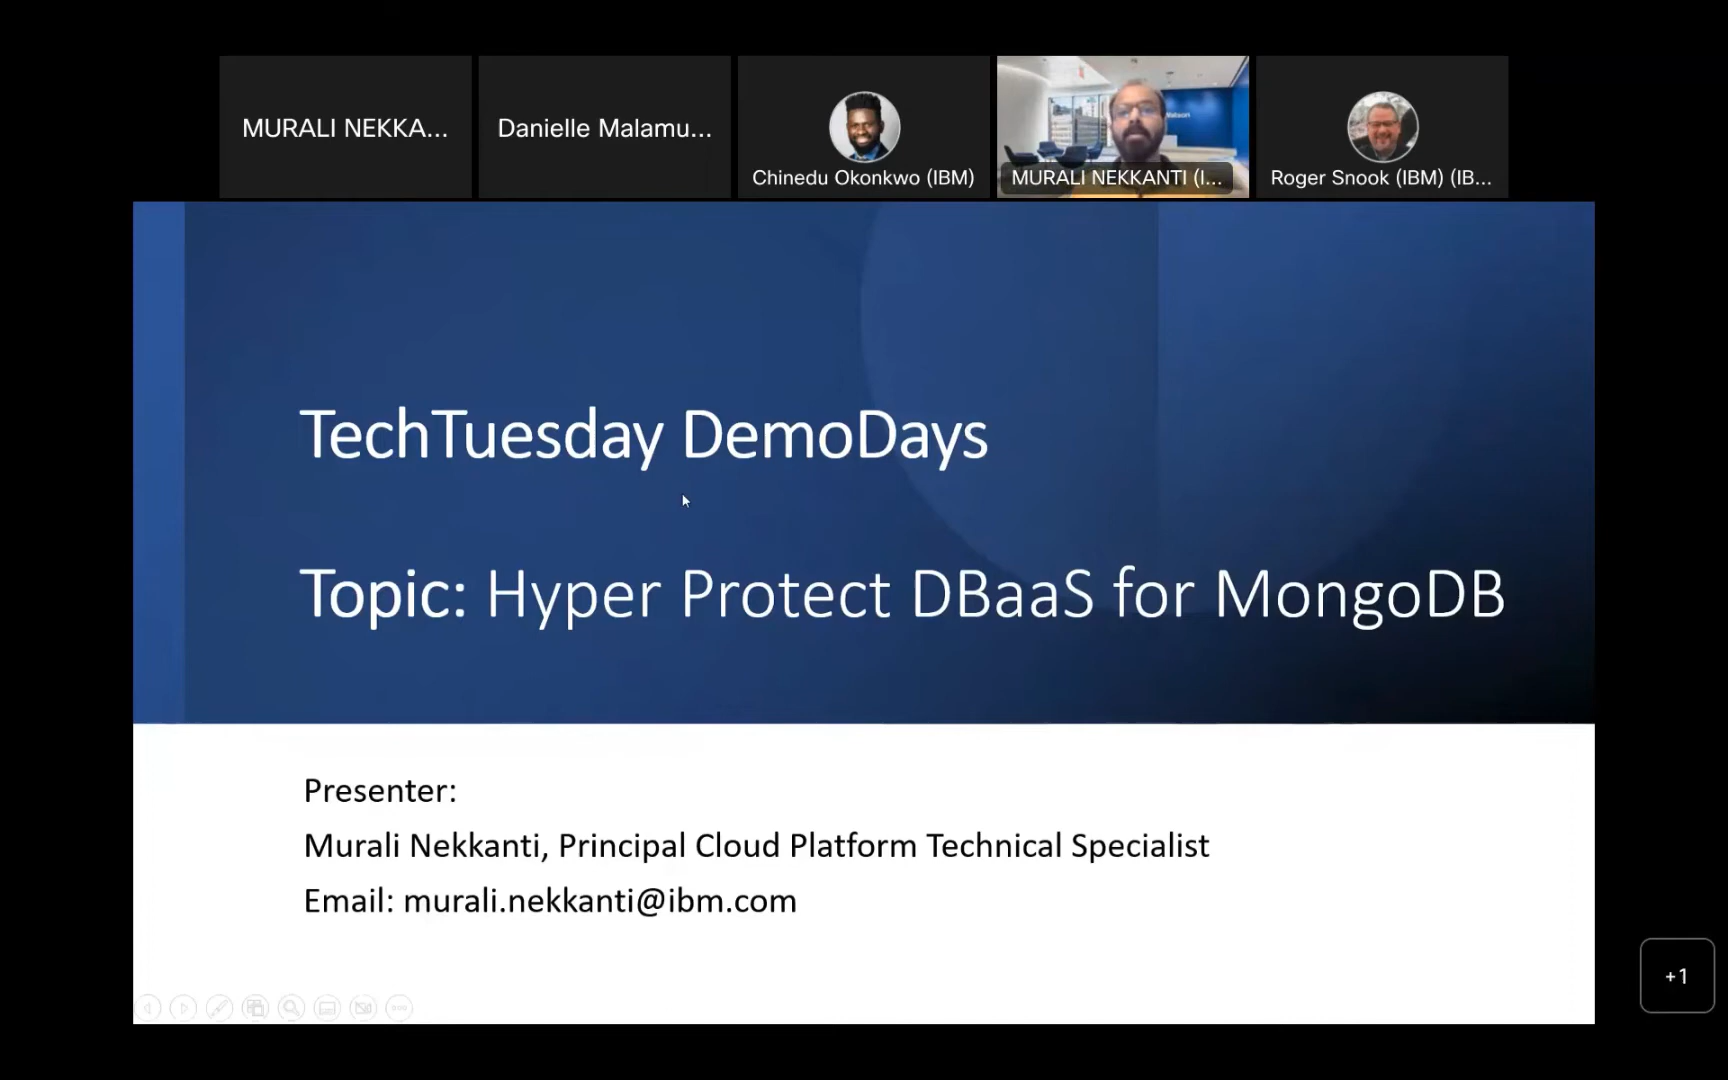 MURALI NEKKA...
Danielle Malamu...
Chinedu Okonkwo (IBM)
MURALI NEKKANTI (I...
Roger Snook (IBM) (IB...
TechTuesday DemoDays
Topic: Hyper Protect DBaaS for MongoDB
Presenter:
Murali Nekkanti, Principal Cloud Platform Technical Specialist
Email: murali.nekkanti@ibm.com
+1